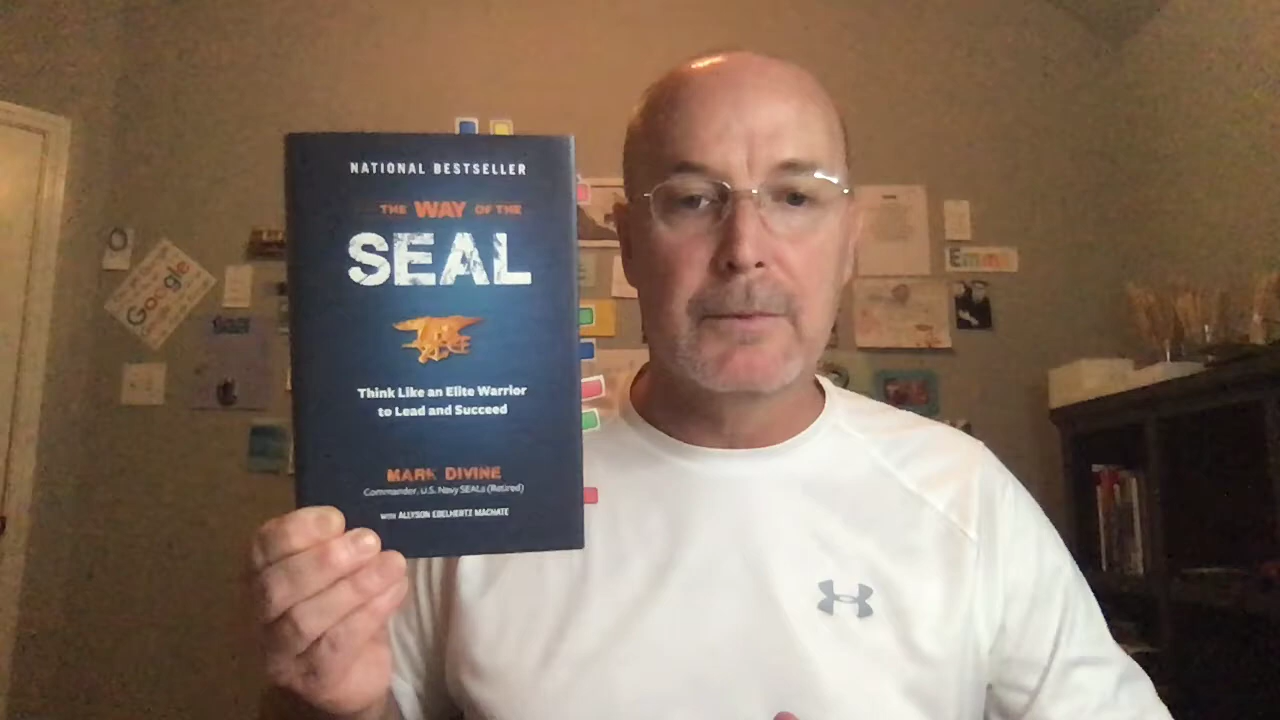 NATIONAL BESTSELLER
THE WAY OF THE
SEAL
Think Like an Elite Warrior
to Lead and Succeed
MARK DIVINE
Commander, U.S. Navy SEALs (Retired)
with ALLYSON EDELHERTZ MACHATE
Google
Emma